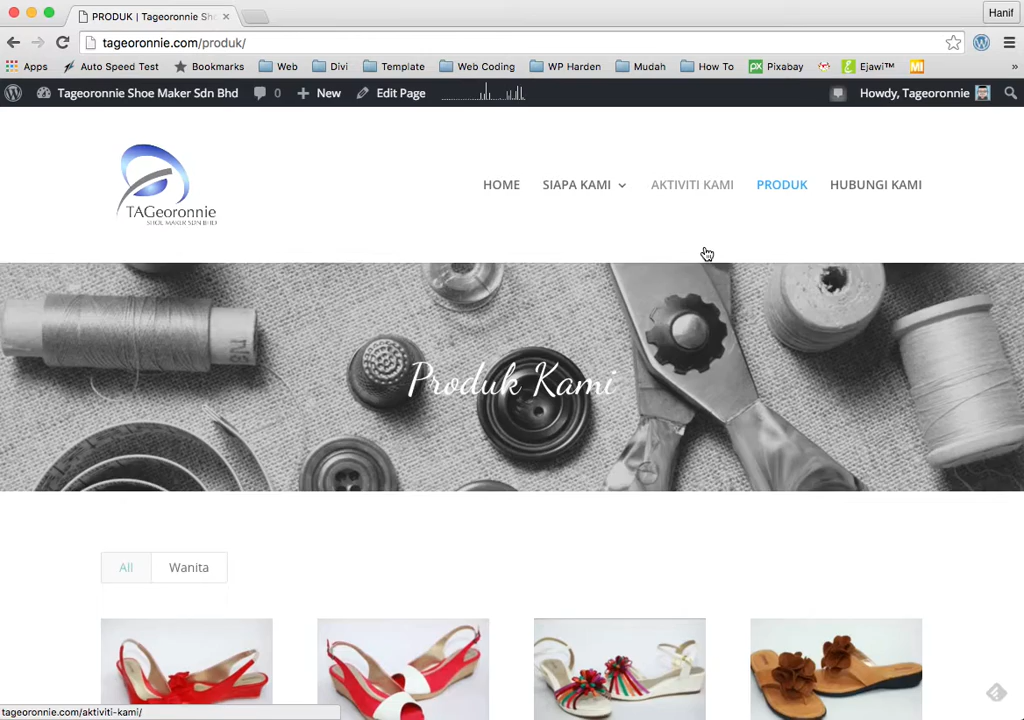 PRODUK | Tageoronnie Sh
Hanif
tageoronnie.com/produk/
Apps Auto Speed Test Bookmarks Web Divi Template Web Coding WP Harden Mudah How To px Pixabay Ejawi™ MI »
Tageoronnie Shoe Maker Sdn Bhd 0 New Edit Page Howdy, Tageoronnie
TAGeoronnie
SHOE MAKER SDN BHD
HOME SIAPA KAMI AKTIVITI KAMI PRODUK HUBUNGI KAMI
Produk Kami
All Wanita
tageoronnie.com/aktiviti-kami/